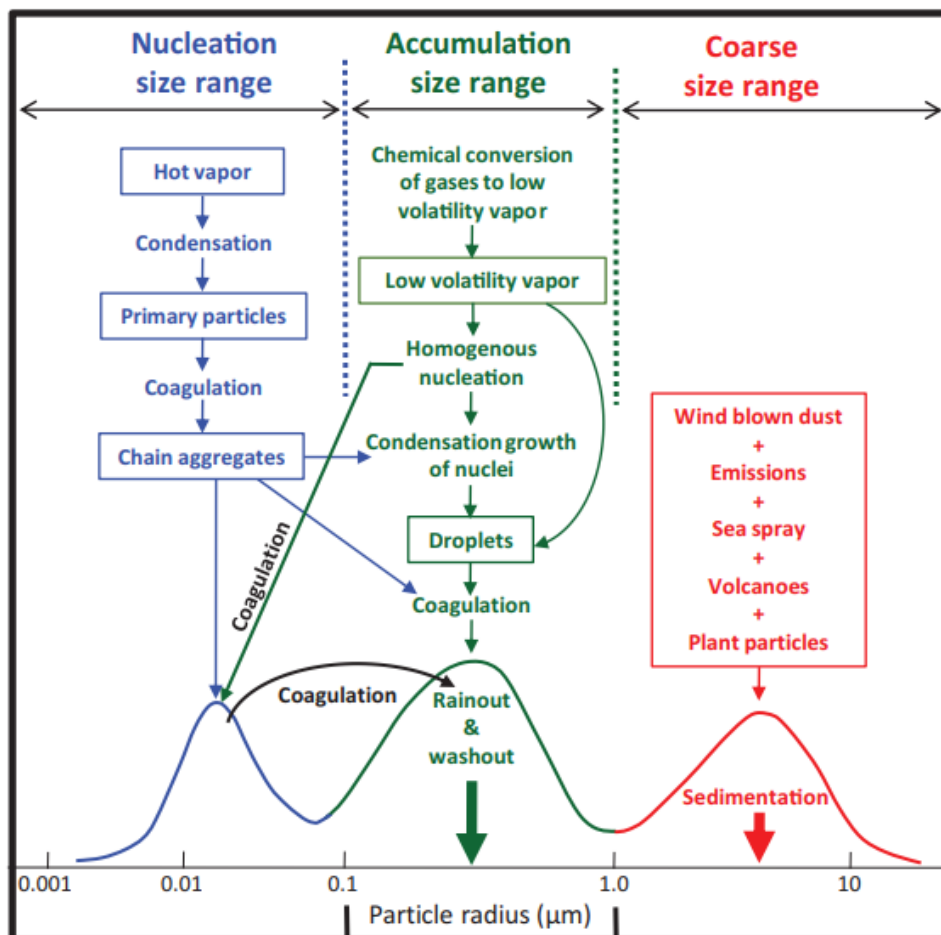 Nucleation
size range
Accumulation
size range
Coarse
size range
Hot vapor
Condensation
Primary particles
Coagulation
Chain aggregates
Chemical conversion
of gases to low
volatility vapor
Low volatility vapor
Homogenous
nucleation
Condensation growth
of nuclei
Droplets
Coagulation
Coagulation
Coagulation
Rainout
&
washout
Wind blown dust
+
Emissions
+
Sea spray
+
Volcanoes
+
Plant particles
Sedimentation
0.001
0.01
0.1
1.0
10
Particle radius (μm)